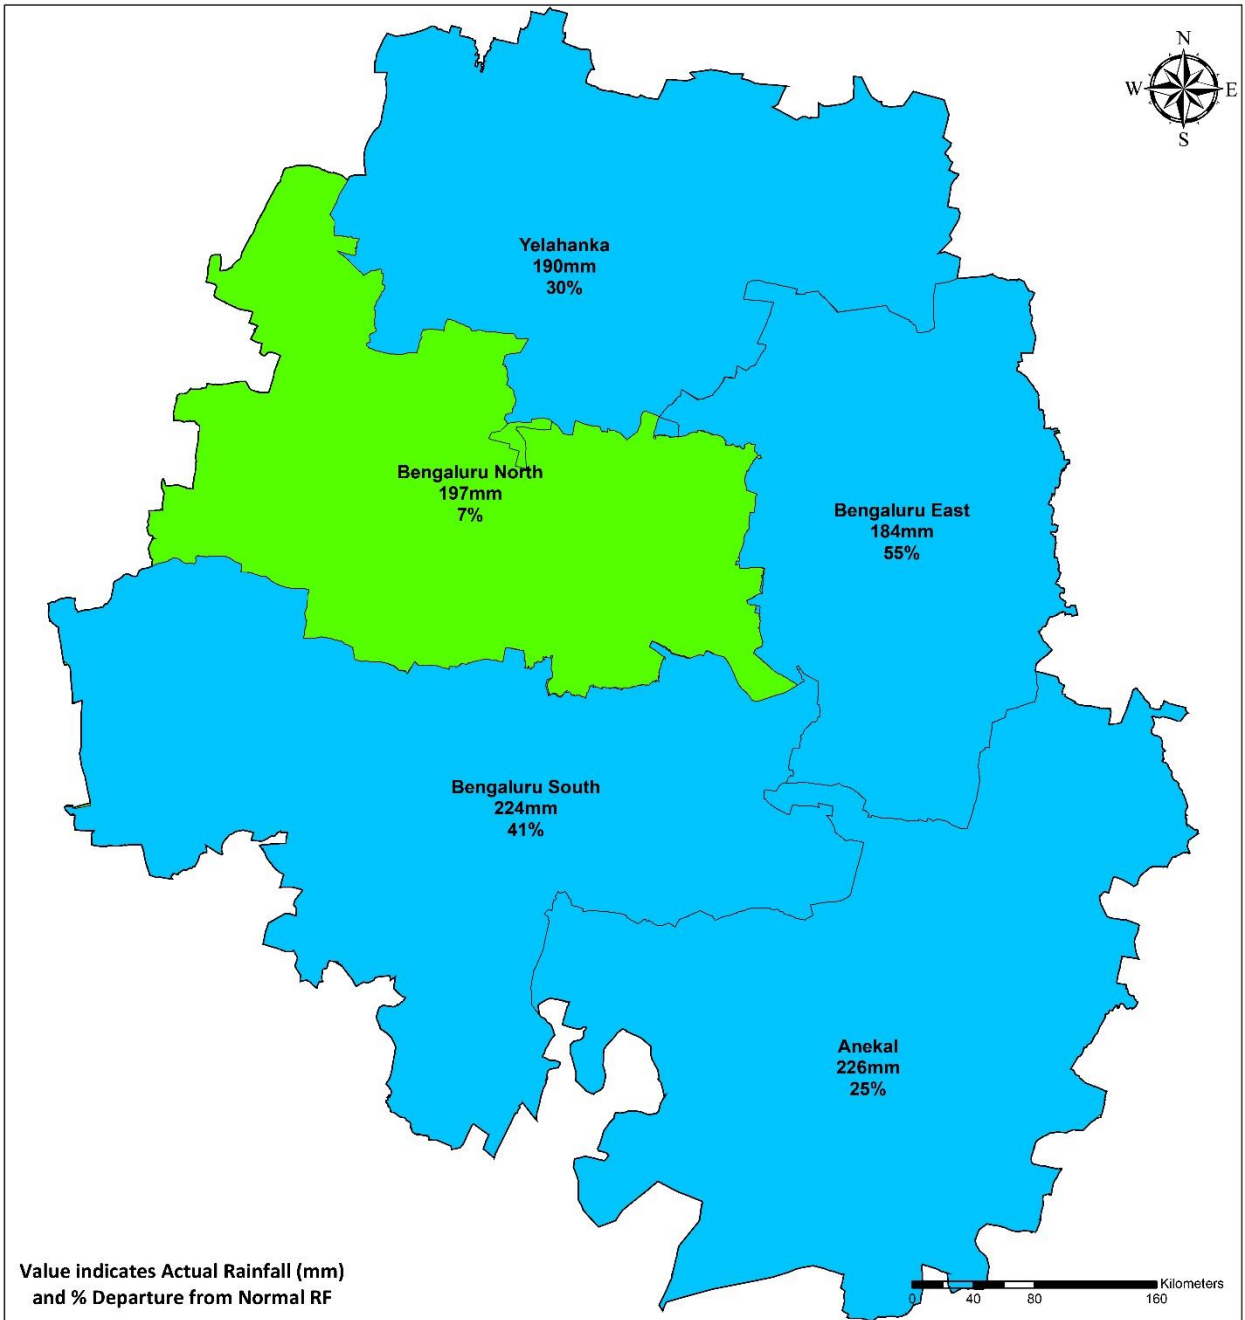 N
W E
S
Yelahanka
190mm
30%
Bengaluru North
197mm
7%
Bengaluru East
184mm
55%
Bengaluru South
224mm
41%
Anekal
226mm
25%
Value indicates Actual Rainfall (mm)
and % Departure from Normal RF
Kilometers
0 40 80 160